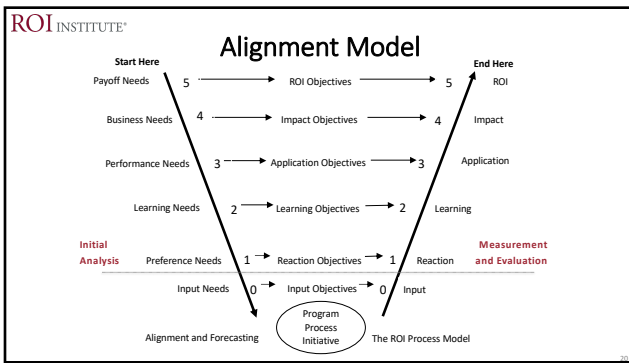 ROI INSTITUTE®
Alignment Model
Start Here End Here
Payoff Needs 5 ROI Objectives 5 ROI
Business Needs 4 Impact Objectives 4 Impact
Performance Needs 3 Application Objectives 3 Application
Learning Needs 2 Learning Objectives 2 Learning
Initial Analysis
Measurement and Evaluation
Preference Needs 1 Reaction Objectives 1 Reaction
Input Needs 0 Input Objectives 0 Input
Program
Process
Initiative
Alignment and Forecasting The ROI Process Model
20